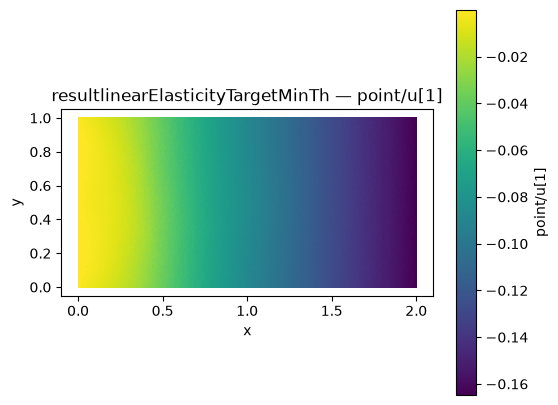 resultlinearElasticityTargetMinTh — point/u[1]
1.0
0.8
0.6
0.4
0.2
0.0
y
0.0 0.5 1.0 1.5 2.0
x
−0.02
−0.04
−0.06
−0.08
−0.10
−0.12
−0.14
−0.16
point/u[1]